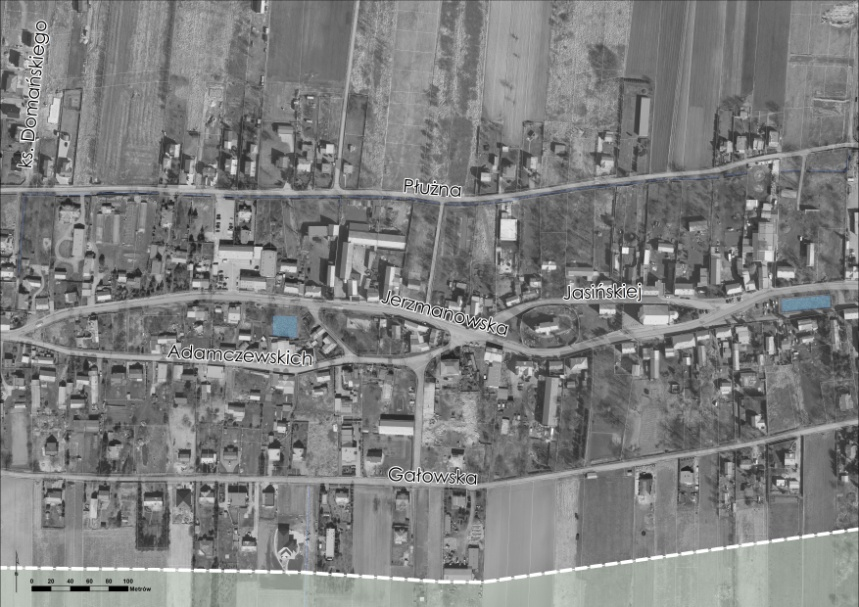 ks. Domańskiego
Płużna
Jasińskiej
Jerzmanowska
Adamczewskich
Gałowska
0 20 40 60 80 100
Metrów